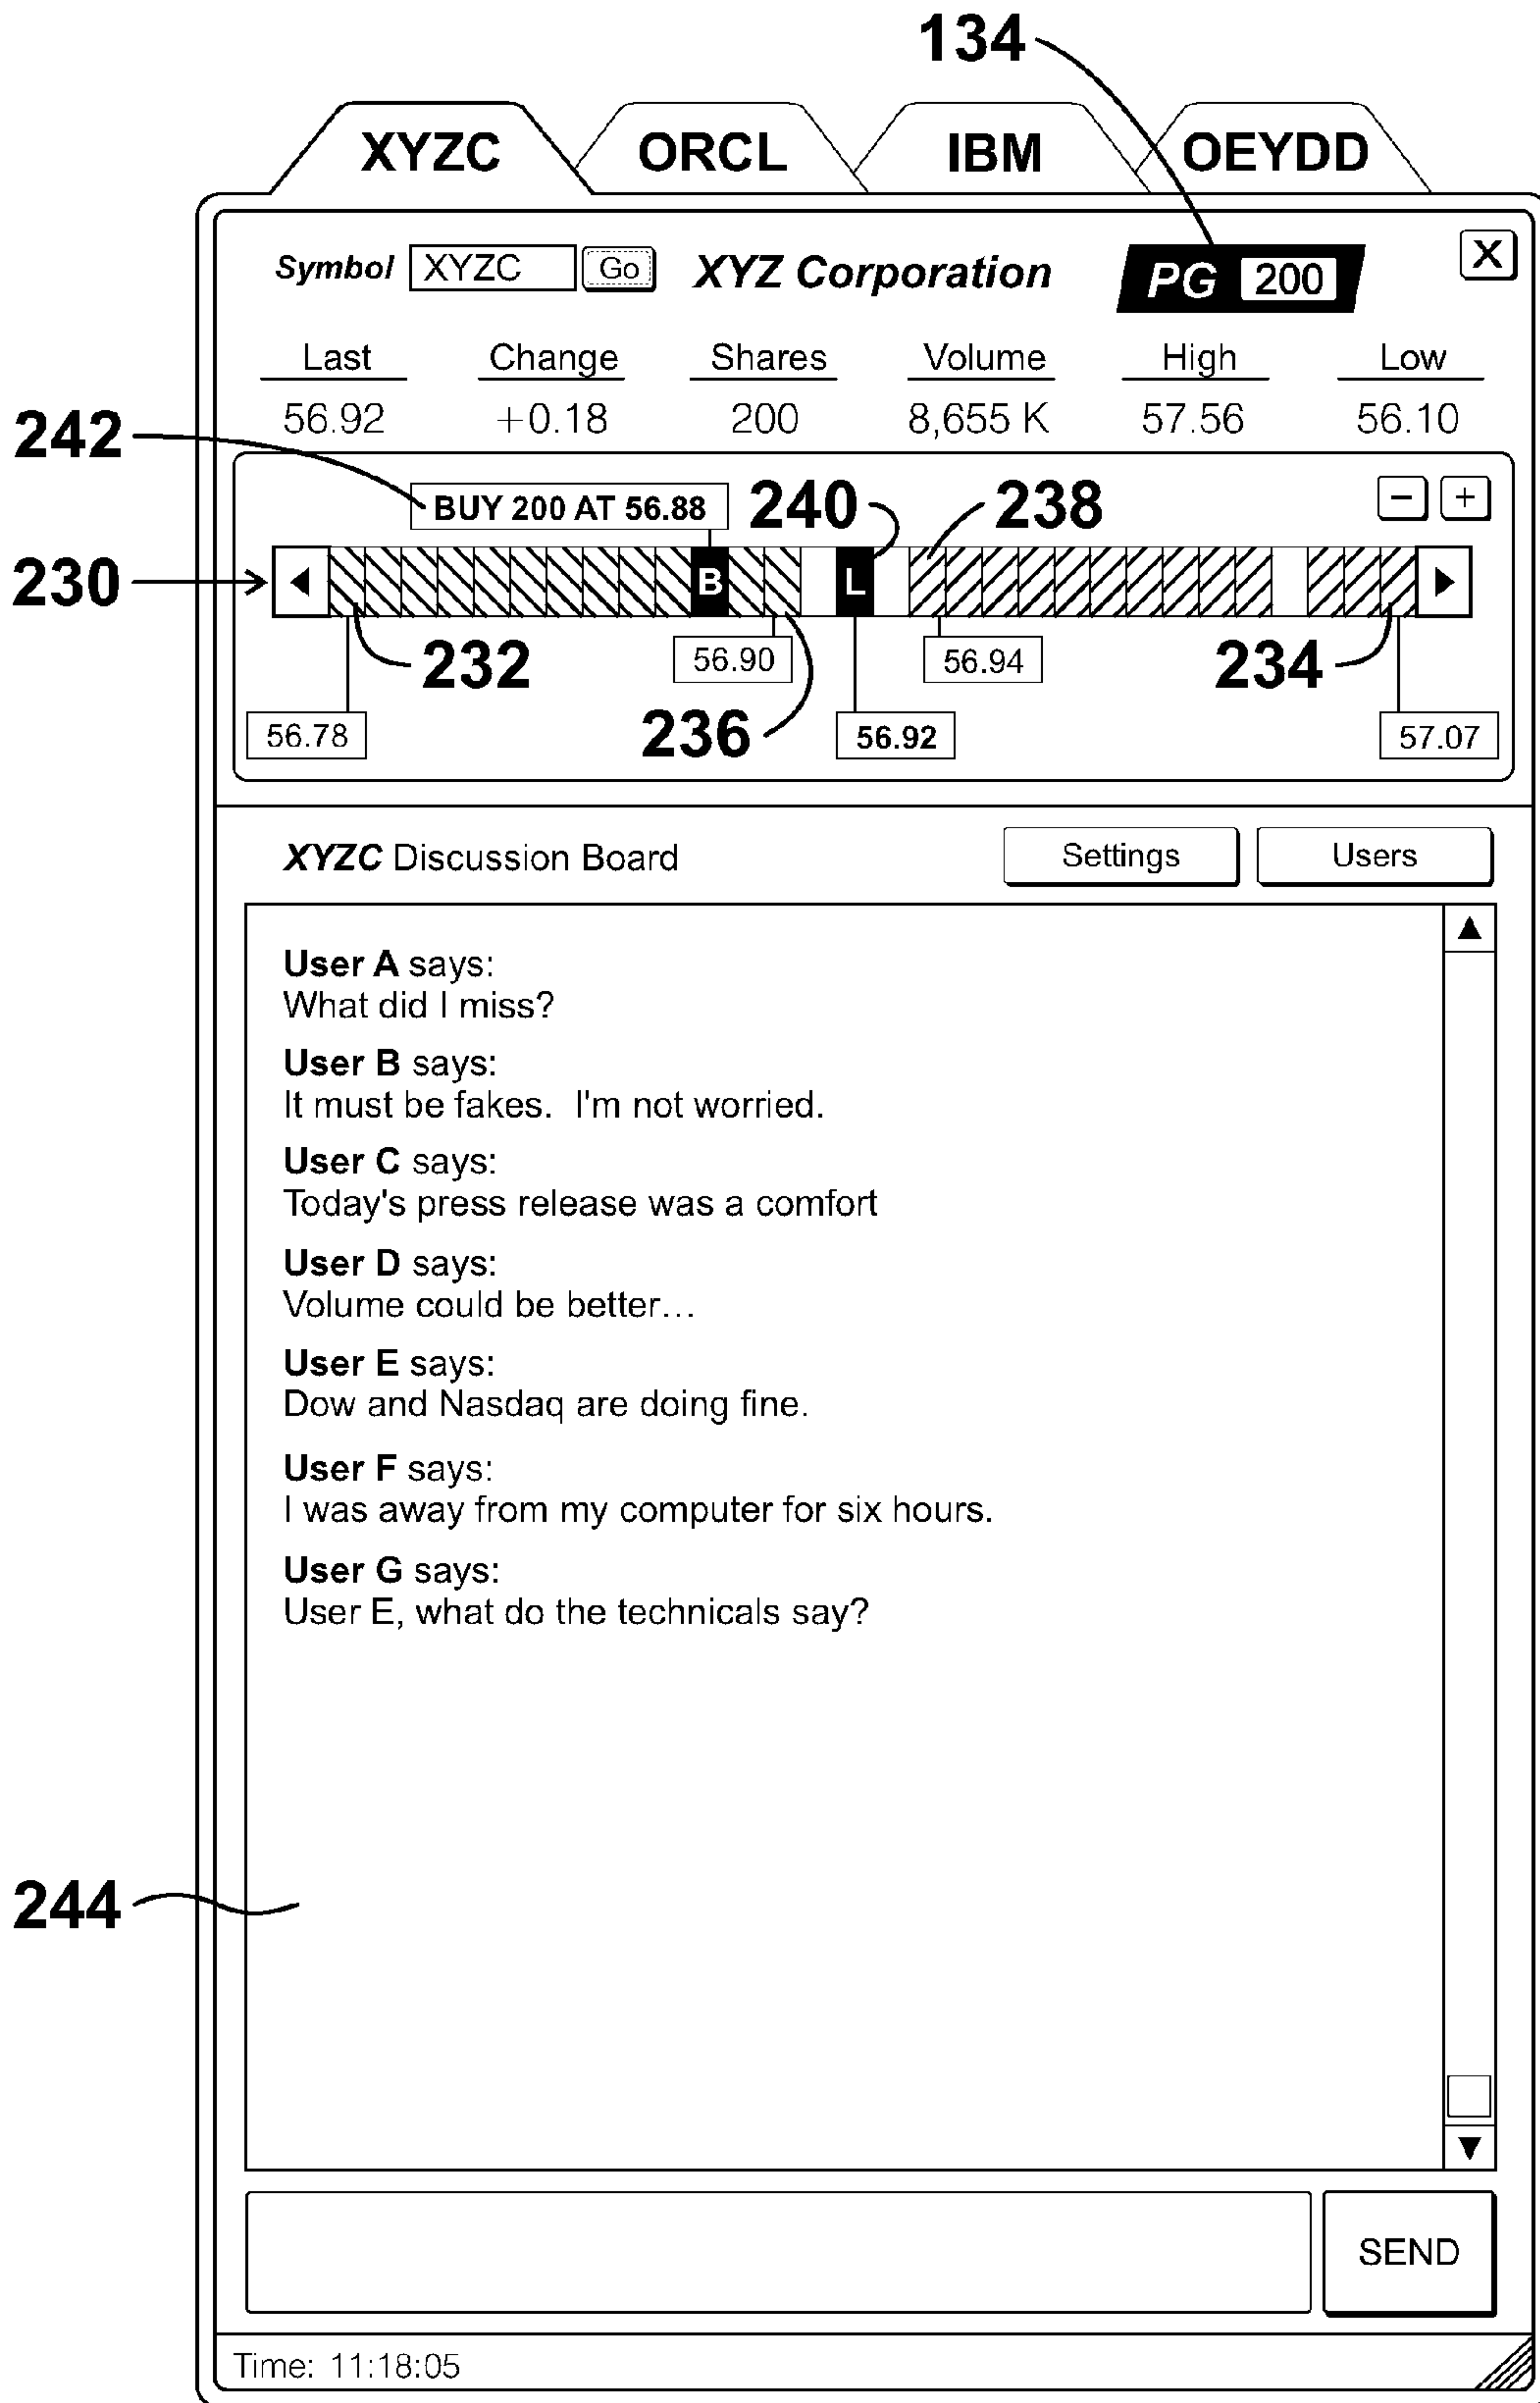 134
XYZC ORCL IBM OEYDD
Symbol XYZC Go XYZ Corporation PG 200 X
Last Change Shares Volume High Low
56.92 +0.18 200 8,655 K 57.56 56.10
242
BUY 200 AT 56.88 240 238 − +
230 B L
56.90 56.94
232 234
56.78 236 56.92 57.07
XYZC Discussion Board Settings Users
User A says:
What did I miss?
User B says:
It must be fakes. I'm not worried.
User C says:
Today's press release was a comfort
User D says:
Volume could be better...
User E says:
Dow and Nasdaq are doing fine.
User F says:
I was away from my computer for six hours.
User G says:
User E, what do the technicals say?
244
SEND
Time: 11:18:05